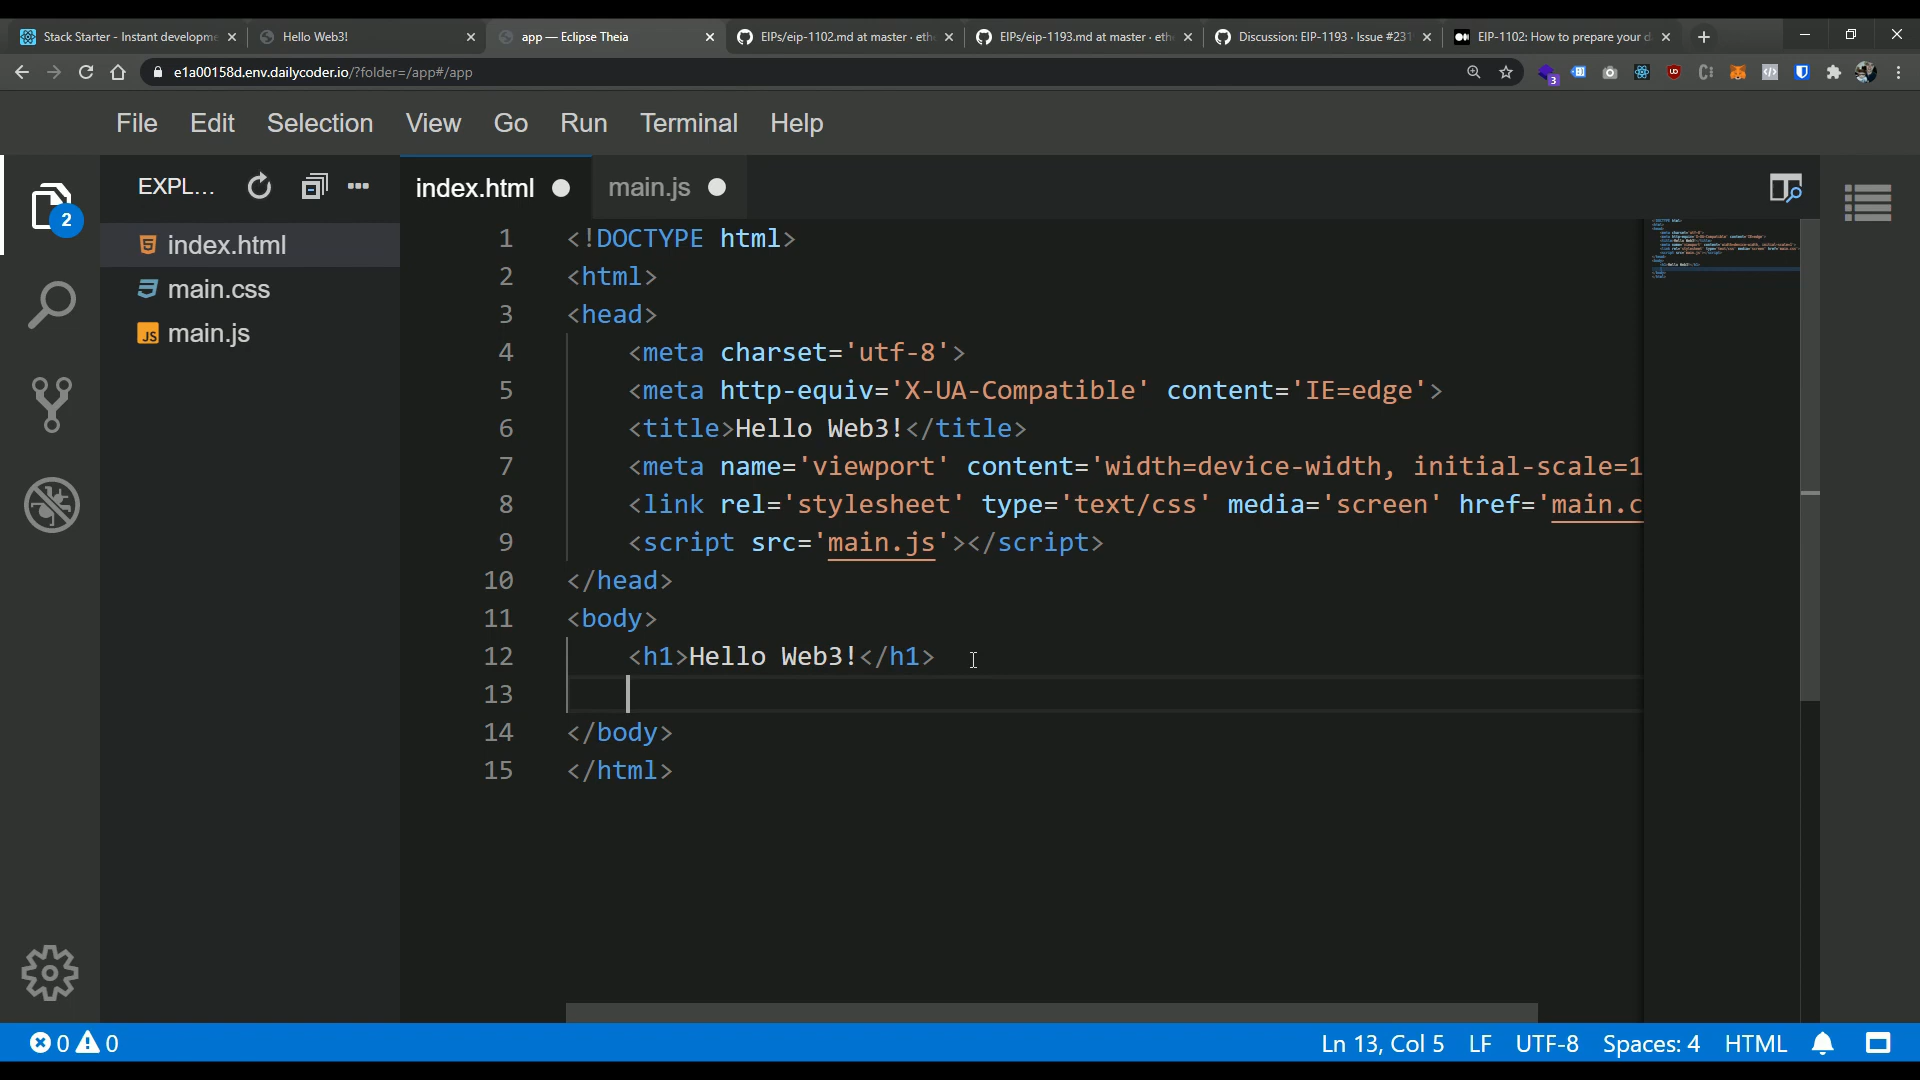 Stack Starter - Instant developme
Hello Web3!
app — Eclipse Theia
EIPs/eip-1102.md at master · eth
EIPs/eip-1193.md at master · eth
Discussion: EIP-1193 · Issue #231
EIP-1102: How to prepare your d
e1a00158d.env.dailycoder.io/?folder=/app#/app
3
File Edit Selection View Go Run Terminal Help
EXPL...
index.html
main.js
2
index.html
main.css
main.js
1 <!DOCTYPE html>
2 <html>
3 <head>
4 <meta charset='utf-8'>
5 <meta http-equiv='X-UA-Compatible' content='IE=edge'>
6 <title>Hello Web3!</title>
7 <meta name='viewport' content='width=device-width, initial-scale=1
8 <link rel='stylesheet' type='text/css' media='screen' href='main.c
9 <script src='main.js'></script>
10 </head>
11 <body>
12 <h1>Hello Web3!</h1>
13
14 </body>
15 </html>
0 0
Ln 13, Col 5 LF UTF-8 Spaces: 4 HTML